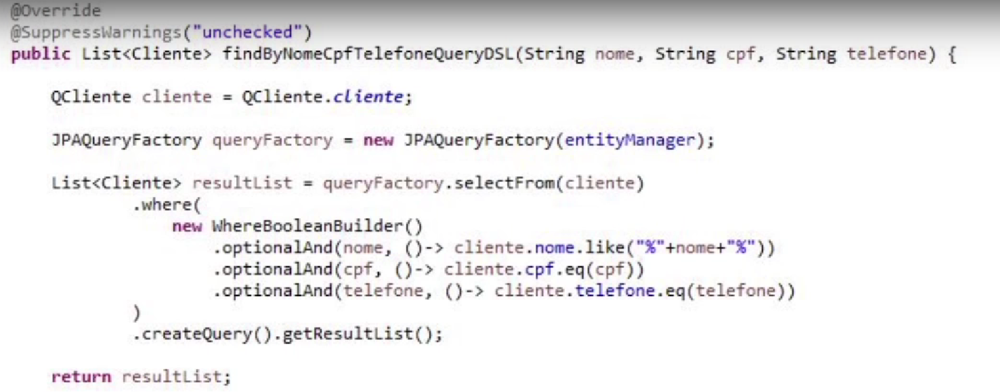 @Override
@SuppressWarnings("unchecked")
public List<Cliente> findByNomeCpfTelefoneQueryDSL(String nome, String cpf, String telefone) {
QCliente cliente = QCliente.cliente;
JPAQueryFactory queryFactory = new JPAQueryFactory(entityManager);
List<Cliente> resultList = queryFactory.selectFrom(cliente)
.where(
new WhereBooleanBuilder()
.optionalAnd(nome, ()-> cliente.nome.like("%"+nome+"%"))
.optionalAnd(cpf, ()-> cliente.cpf.eq(cpf))
.optionalAnd(telefone, ()-> cliente.telefone.eq(telefone))
)
.createQuery().getResultList();
return resultList;